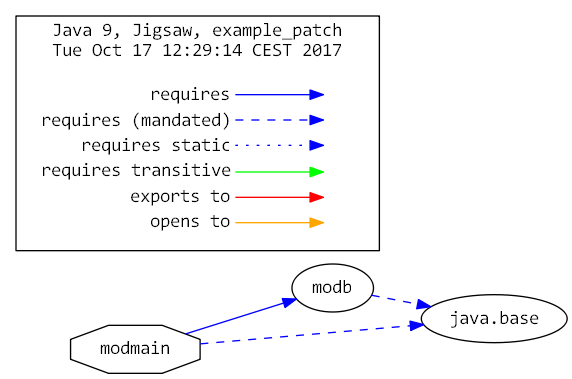 Java 9, Jigsaw, example_patch
Tue Oct 17 12:29:14 CEST 2017
requires
requires (mandated)
requires static
requires transitive
exports to
opens to
modb
java.base
modmain